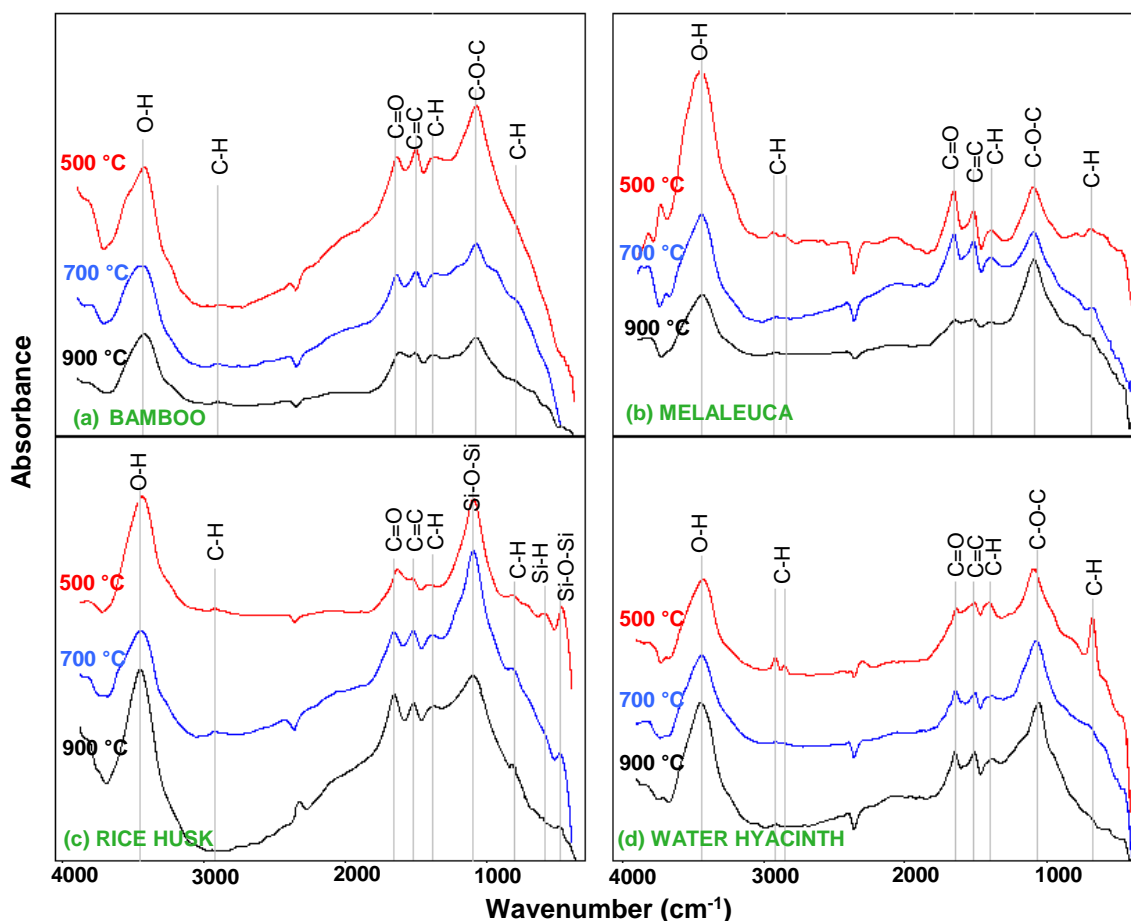 Absorbance
O-H
C-H
C=O
C=C
C-H
C-O-C
C-H
500 °C
700 °C
900 °C
(a) BAMBOO
O-H
C-H
C=O
C=C
C-H
C-O-C
C-H
500 °C
700 °C
900 °C
(b) MELALEUCA
O-H
C-H
C=O
C=C
C-H
Si-O-Si
C-H
Si-H
Si-O-Si
500 °C
700 °C
900 °C
(c) RICE HUSK
O-H
C-H
C=O
C=C
C-H
C-O-C
C-H
500 °C
700 °C
900 °C
(d) WATER HYACINTH
4000 3000 2000 1000
4000 3000 2000 1000
Wavenumber (cm⁻¹)